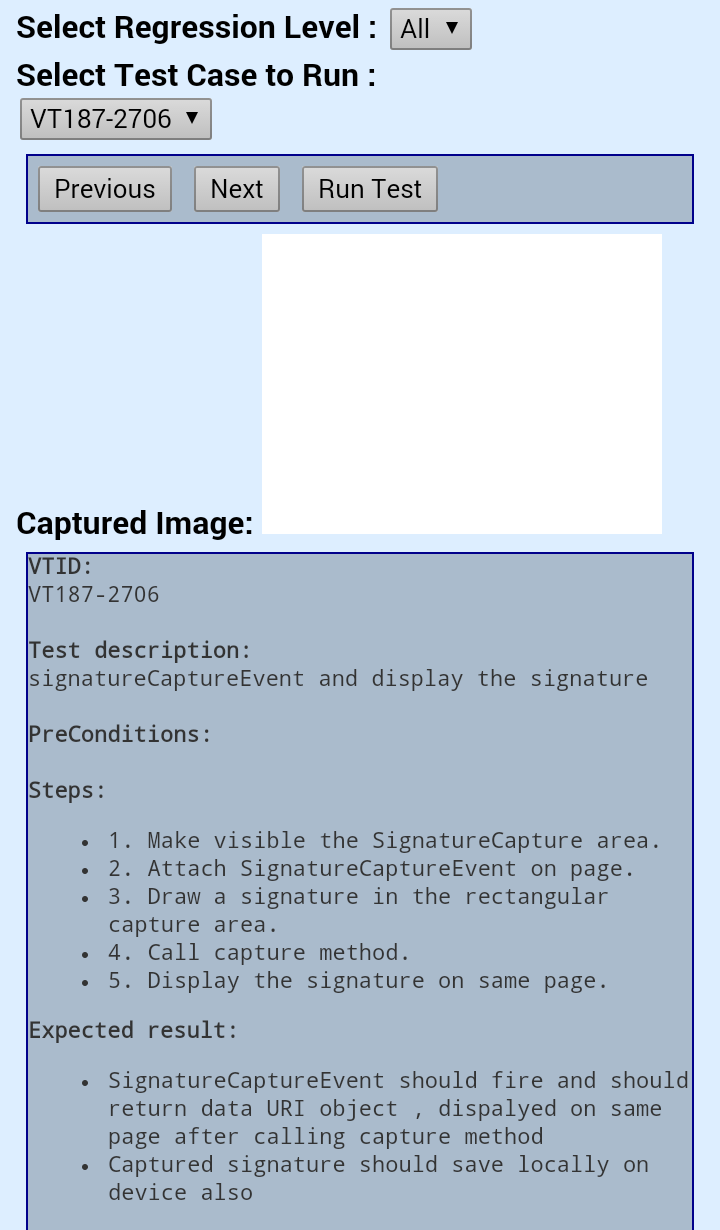 Select Regression Level : All ▼
Select Test Case to Run :
VT187-2706 ▼
Previous Next Run Test
Captured Image:
VTID:
VT187-2706
Test description:
signatureCaptureEvent and display the signature
PreConditions:
Steps:
• 1. Make visible the SignatureCapture area.
• 2. Attach SignatureCaptureEvent on page.
• 3. Draw a signature in the rectangular
capture area.
• 4. Call capture method.
• 5. Display the signature on same page.
Expected result:
• SignatureCaptureEvent should fire and should
return data URI object , dispalyed on same
page after calling capture method
• Captured signature should save locally on
device also